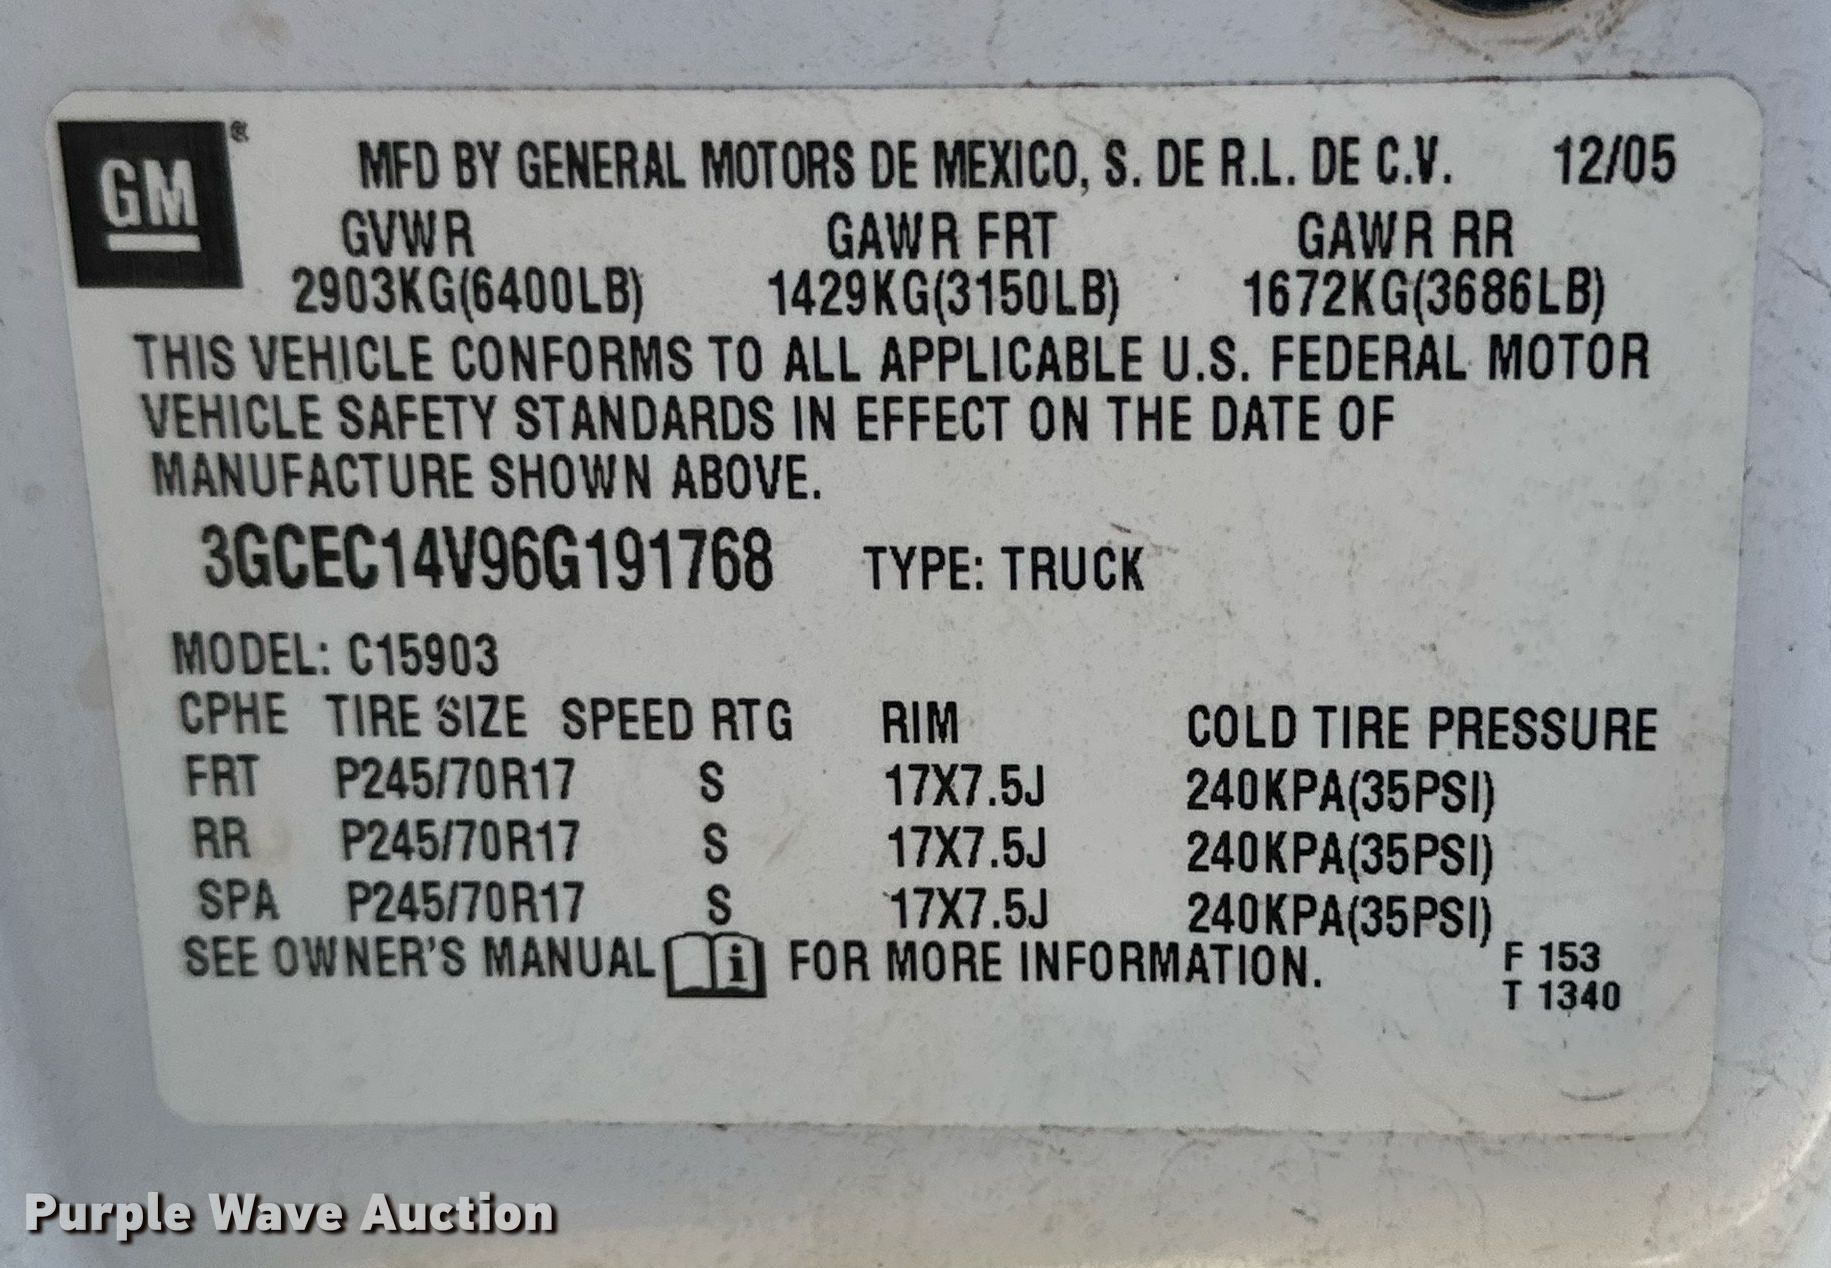 GM ®
MFD BY GENERAL MOTORS DE MEXICO, S. DE R.L. DE C.V. 12/05
GVWR GAWR FRT GAWR RR
2903KG(6400LB) 1429KG(3150LB) 1672KG(3686LB)
THIS VEHICLE CONFORMS TO ALL APPLICABLE U.S. FEDERAL MOTOR
VEHICLE SAFETY STANDARDS IN EFFECT ON THE DATE OF
MANUFACTURE SHOWN ABOVE.
3GCEC14V96G191768 TYPE: TRUCK
MODEL: C15903
CPHE TIRE SIZE SPEED RTG RIM COLD TIRE PRESSURE
FRT P245/70R17 S 17X7.5J 240KPA(35PSI)
RR P245/70R17 S 17X7.5J 240KPA(35PSI)
SPA P245/70R17 S 17X7.5J 240KPA(35PSI)
SEE OWNER'S MANUAL i FOR MORE INFORMATION.
F 153
T 1340
Purple Wave Auction